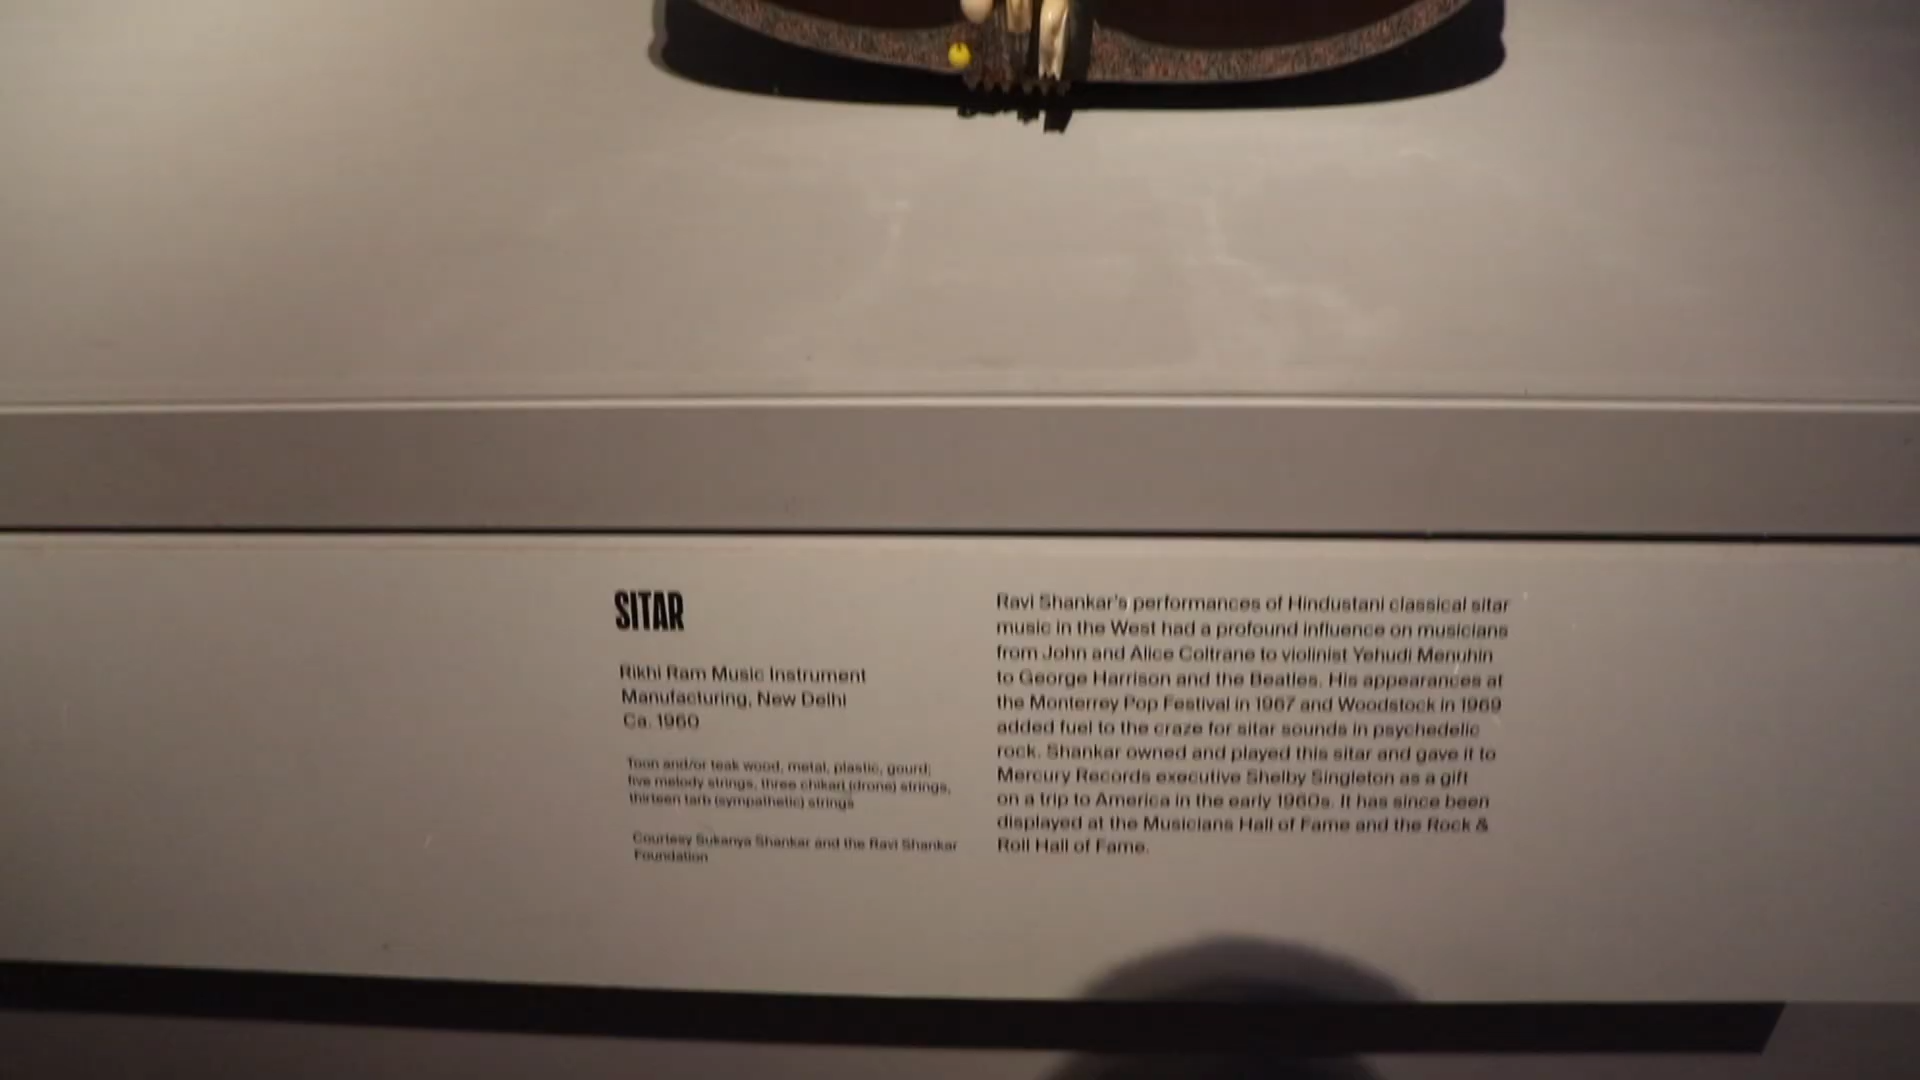 SITAR
Rikhi Ram Music Instrument
Manufacturing, New Delhi
Ca. 1960
Toon and/or teak wood, metal, plastic, gourd;
five melody strings, three chikari (drone) strings,
thirteen tarb (sympathetic) strings
Courtesy Sukanya Shankar and the Ravi Shankar
Foundation
Ravi Shankar's performances of Hindustani classical sitar
music in the West had a profound influence on musicians
from John and Alice Coltrane to violinist Yehudi Menuhin
to George Harrison and the Beatles. His appearances at
the Monterrey Pop Festival in 1967 and Woodstock in 1969
added fuel to the craze for sitar sounds in psychedelic
rock. Shankar owned and played this sitar and gave it to
Mercury Records executive Shelby Singleton as a gift
on a trip to America in the early 1960s. It has since been
displayed at the Musicians Hall of Fame and the Rock &
Roll Hall of Fame.